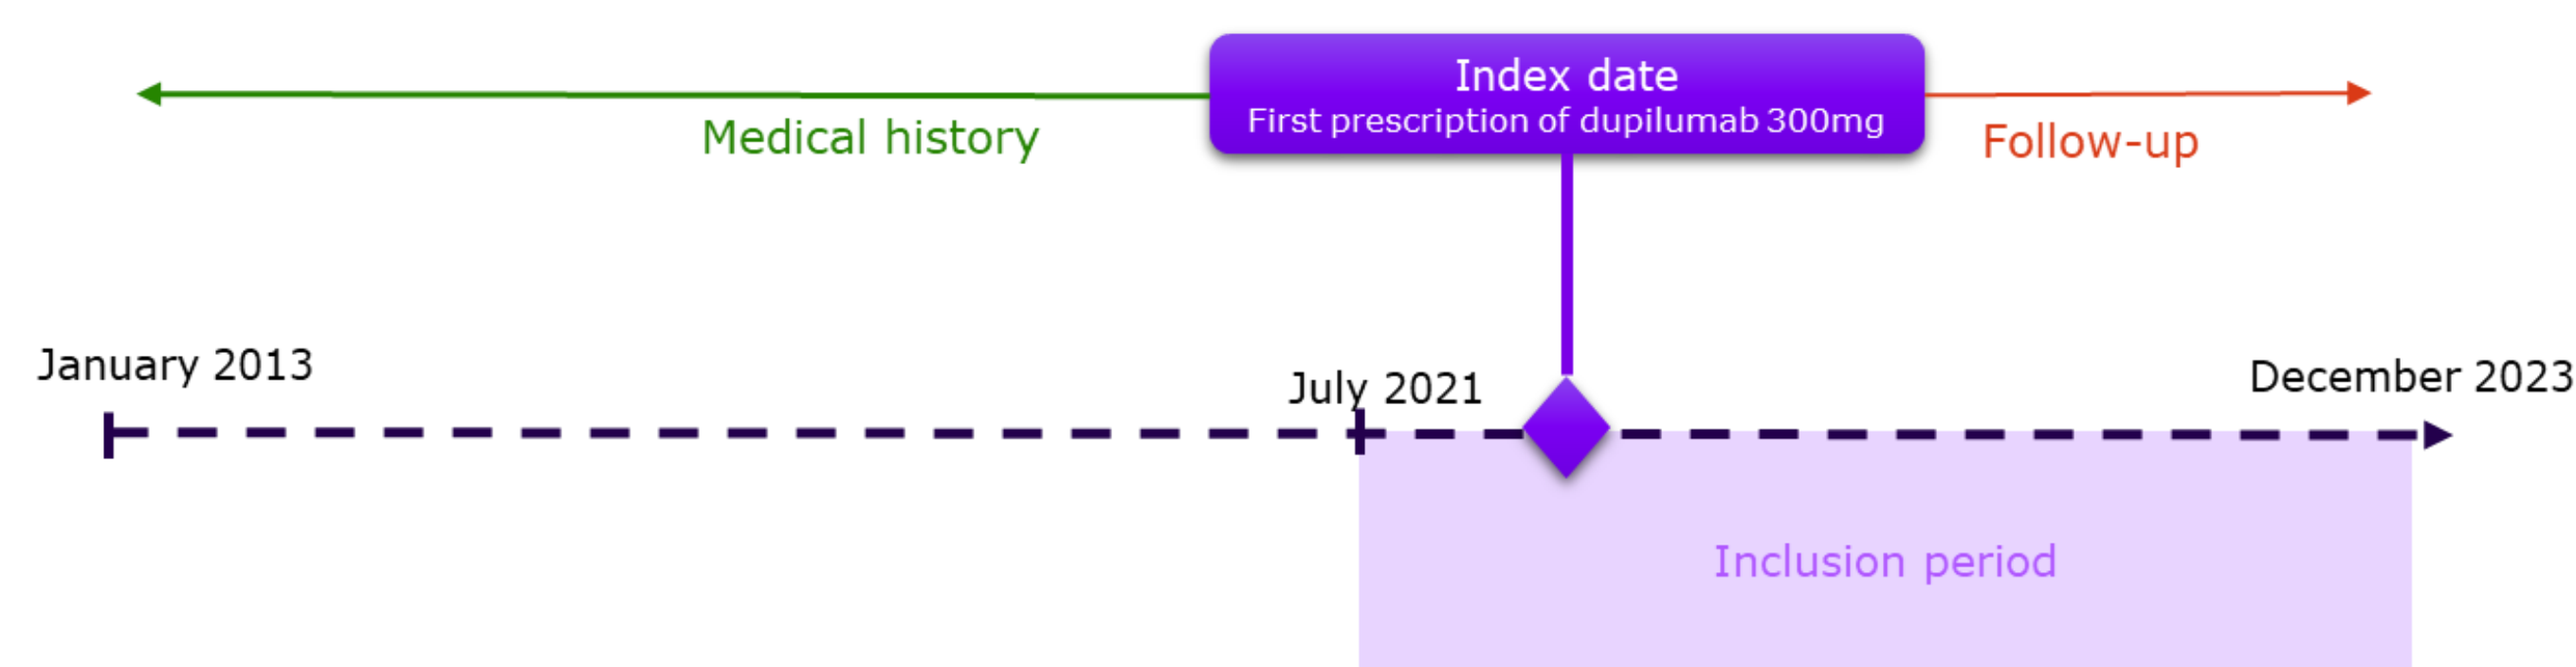 Index date
First prescription of dupilumab 300mg
Medical history
Follow-up
January 2013
July 2021
December 2023
Inclusion period